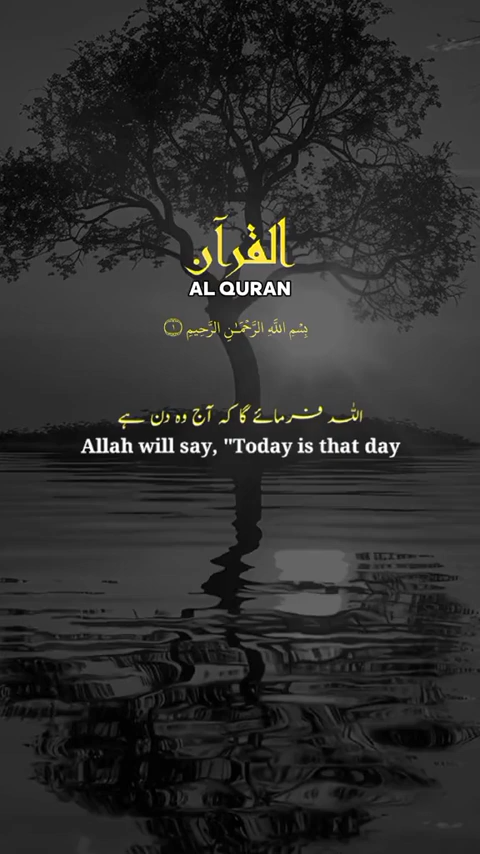 القرآن
AL QURAN
بِسْمِ اللَّهِ الرَّحْمَٰنِ الرَّحِيمِ ۝١
اللہ فرمائے گا کہ آج وہ دن ہے
Allah will say, "Today is that day